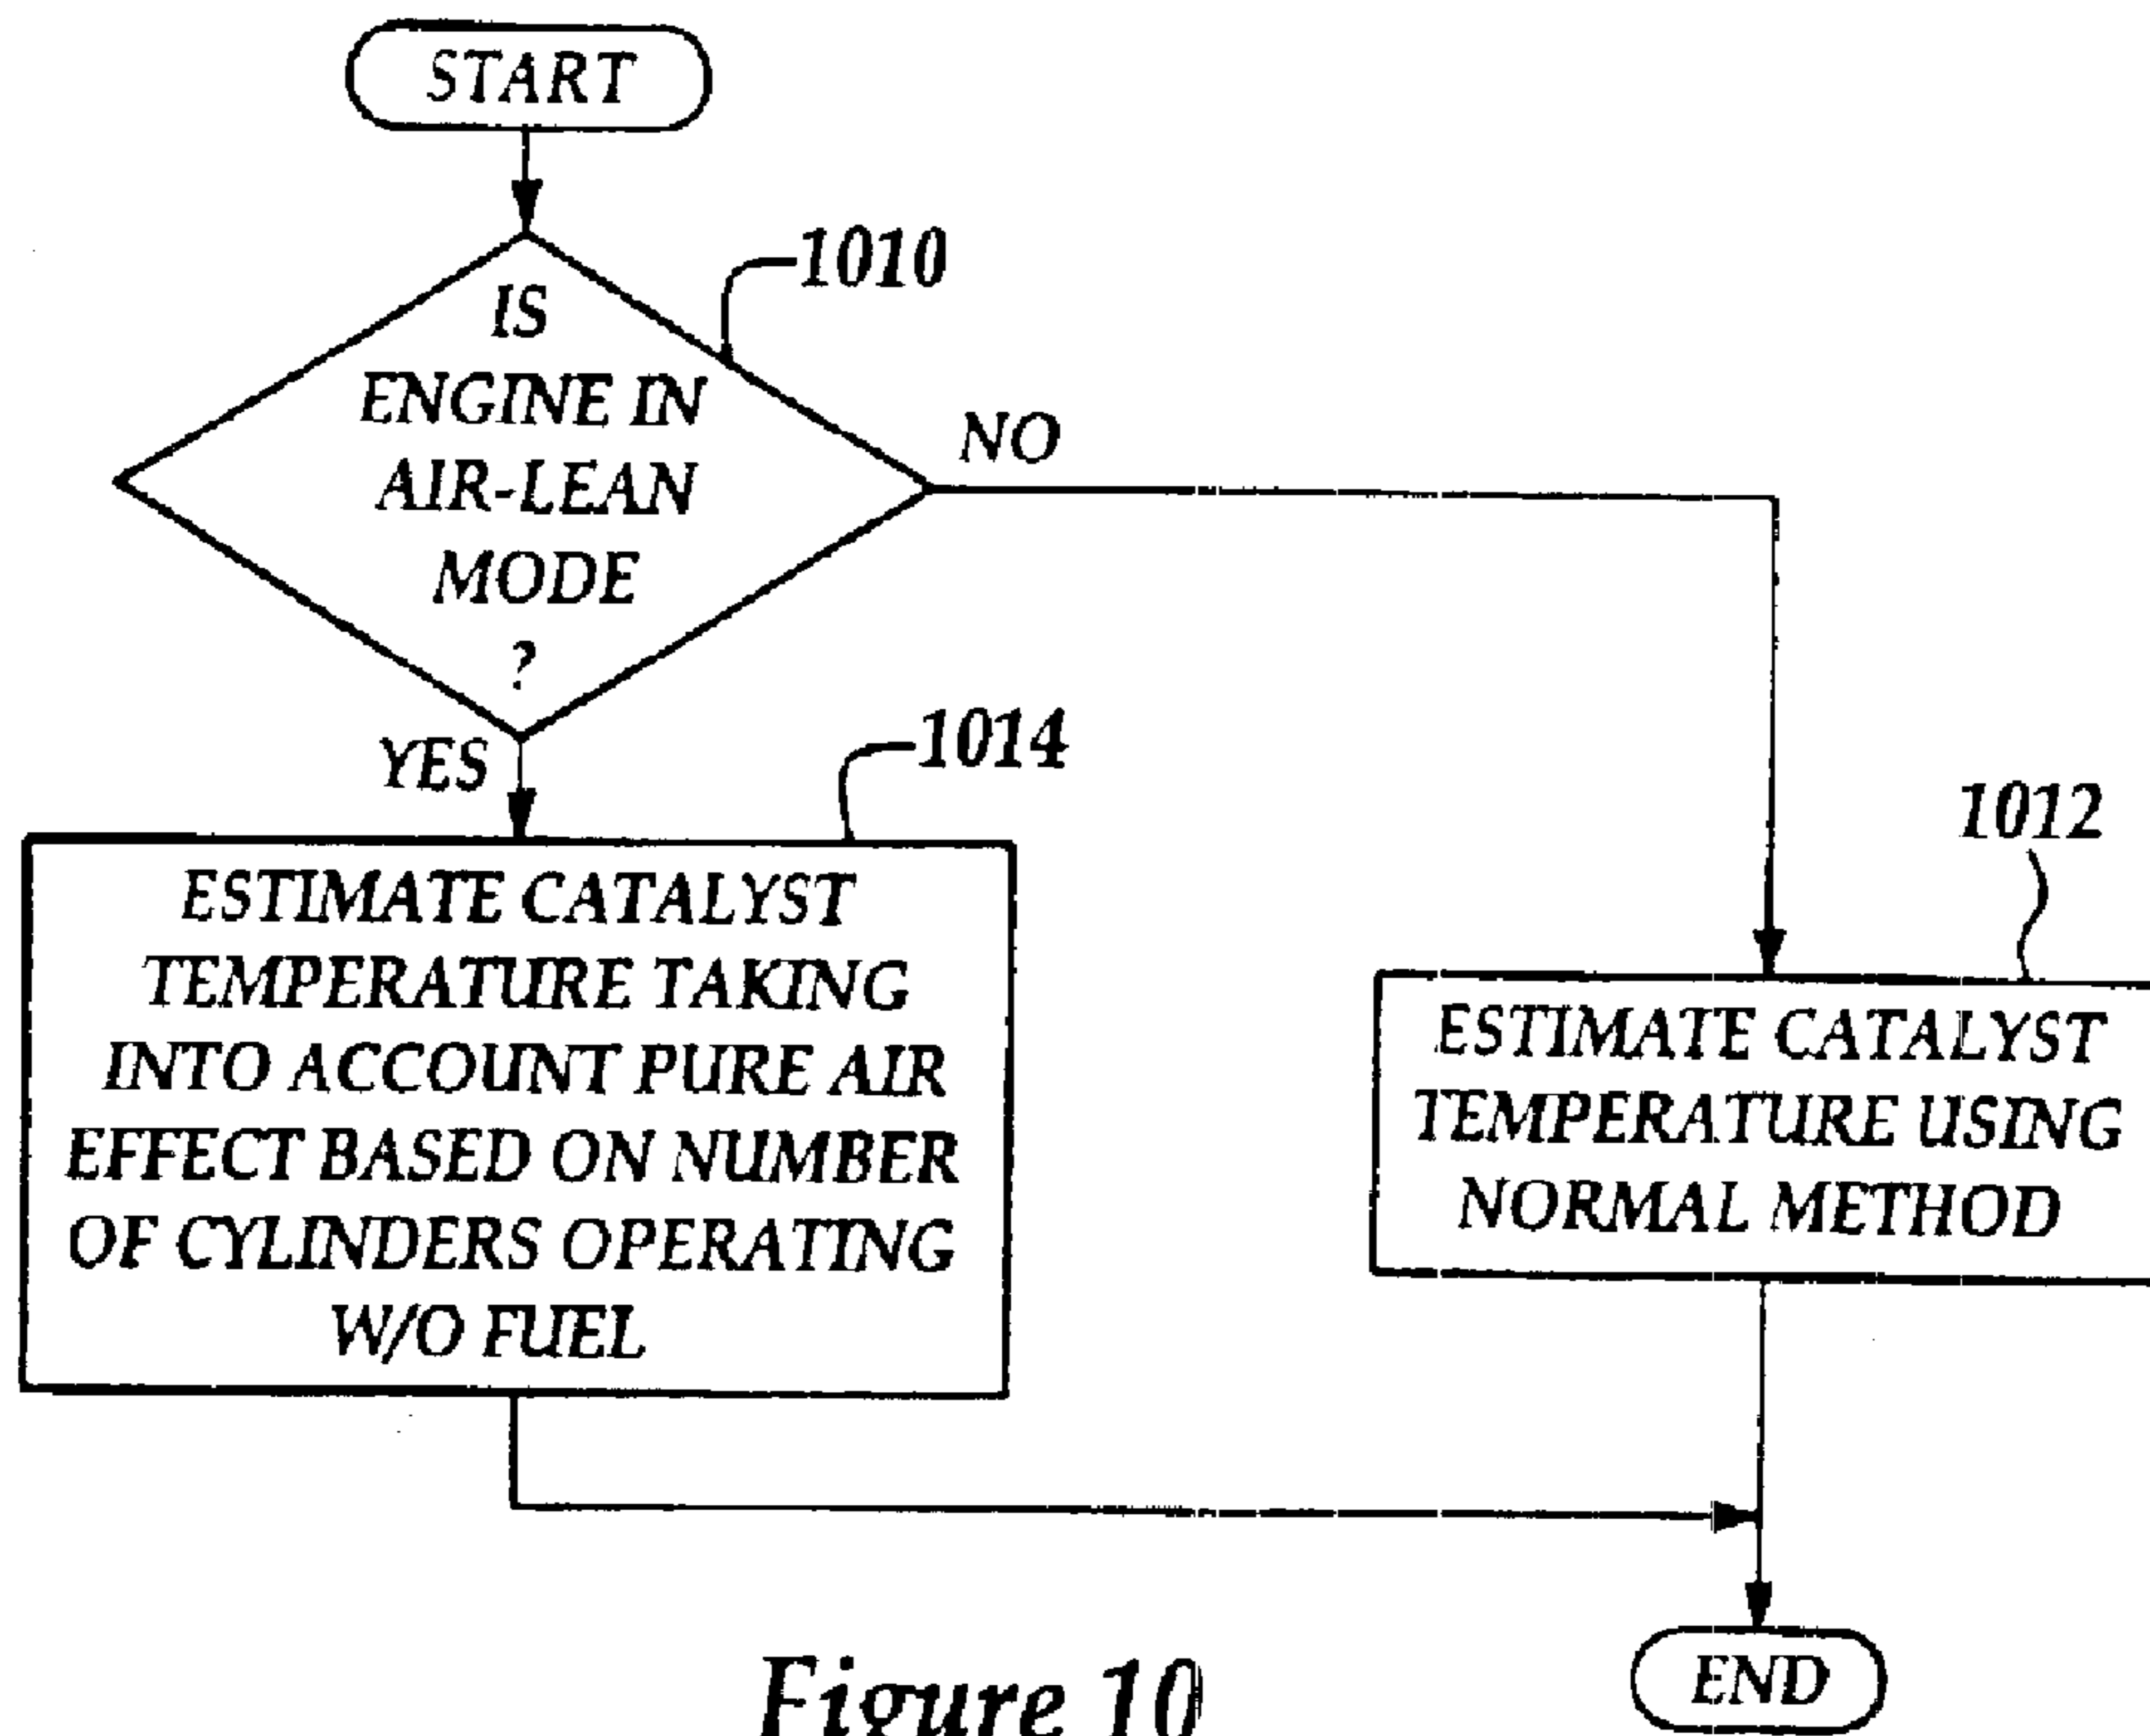 START
1010
IS
ENGINE IN
AIR-LEAN
MODE
?
NO
YES
1014
ESTIMATE CATALYST
TEMPERATURE TAKING
INTO ACCOUNT PURE AIR
EFFECT BASED ON NUMBER
OF CYLINDERS OPERATING
W/O FUEL
1012
ESTIMATE CATALYST
TEMPERATURE USING
NORMAL METHOD
END
Figure 10